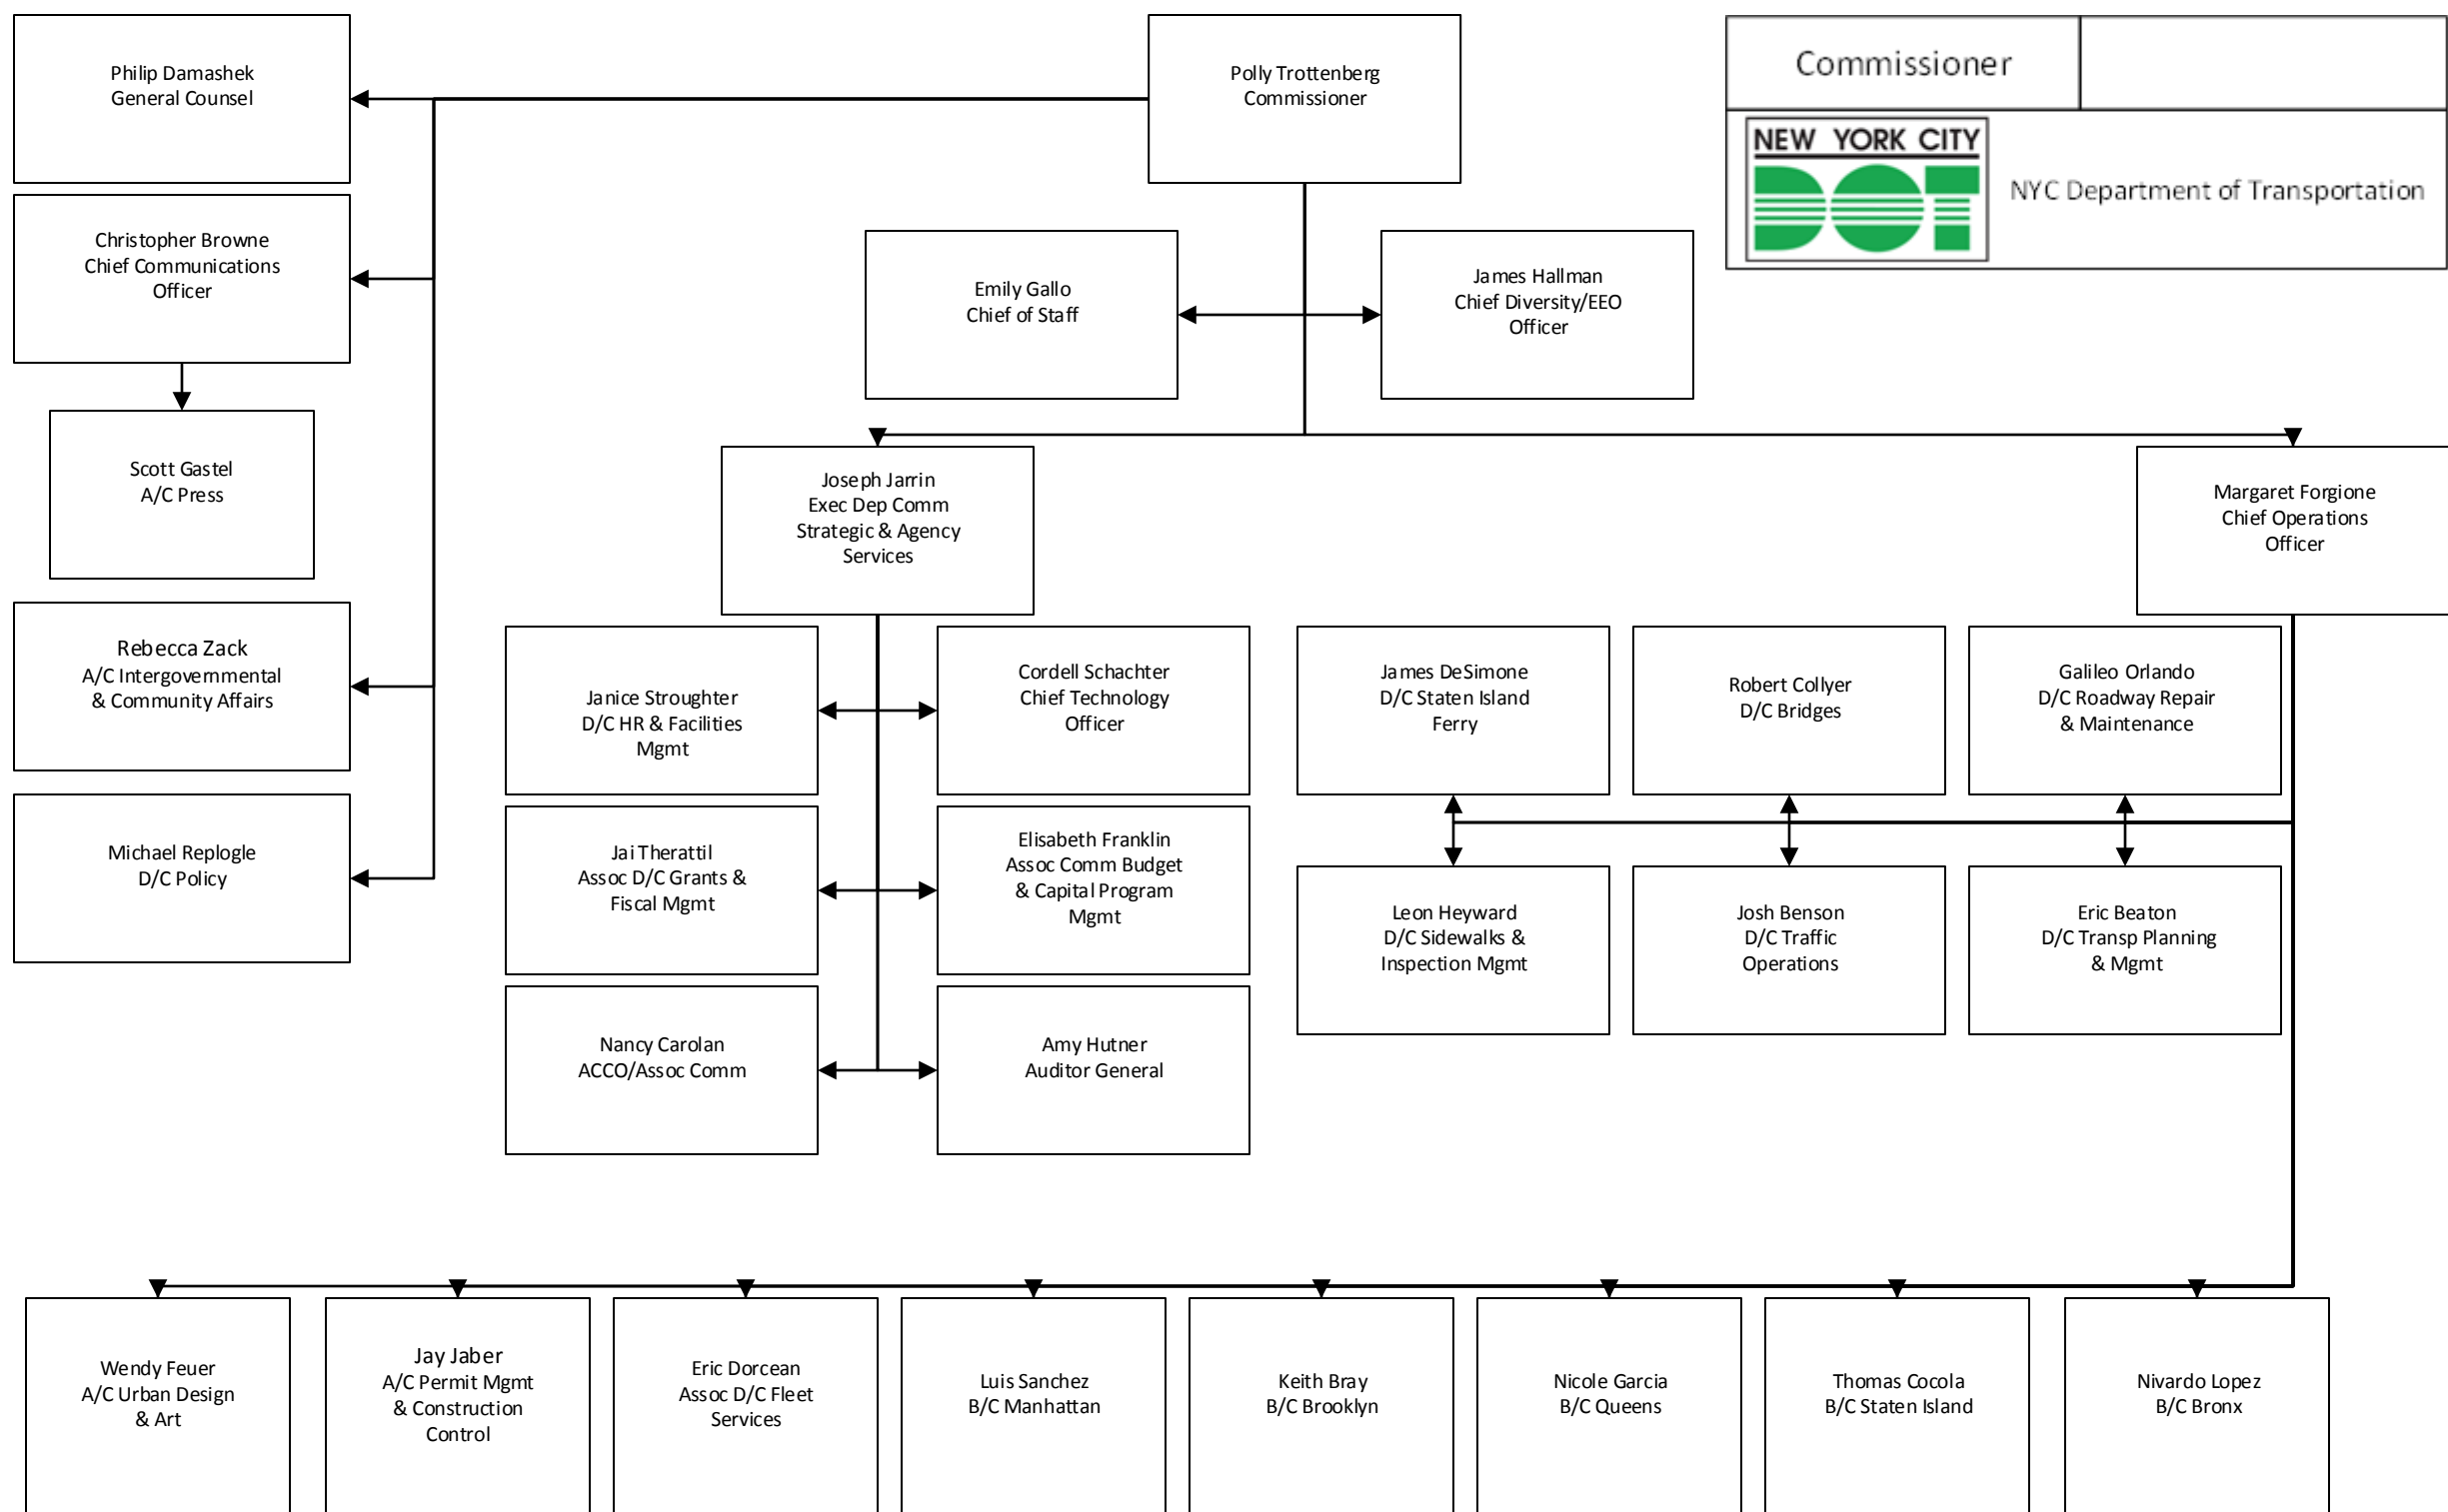 Philip Damashek
General Counsel
Polly Trottenberg
Commissioner
Commissioner
NEW YORK CITY
DOT
NYC Department of Transportation
Christopher Browne
Chief Communications
Officer
Emily Gallo
Chief of Staff
James Hallman
Chief Diversity/EEO
Officer
Scott Gastel
A/C Press
Joseph Jarrin
Exec Dep Comm
Strategic & Agency
Services
Margaret Forgione
Chief Operations
Officer
Rebecca Zack
A/C Intergovernmental
& Community Affairs
Janice Stroughter
D/C HR & Facilities
Mgmt
Cordell Schachter
Chief Technology
Officer
James DeSimone
D/C Staten Island
Ferry
Robert Collyer
D/C Bridges
Galileo Orlando
D/C Roadway Repair
& Maintenance
Michael Replogle
D/C Policy
Jai Therattil
Assoc D/C Grants &
Fiscal Mgmt
Elisabeth Franklin
Assoc Comm Budget
& Capital Program
Mgmt
Leon Heyward
D/C Sidewalks &
Inspection Mgmt
Josh Benson
D/C Traffic
Operations
Eric Beaton
D/C Transp Planning
& Mgmt
Nancy Carolan
ACCO/Assoc Comm
Amy Hutner
Auditor General
Wendy Feuer
A/C Urban Design
& Art
Jay Jaber
A/C Permit Mgmt
& Construction
Control
Eric Dorcean
Assoc D/C Fleet
Services
Luis Sanchez
B/C Manhattan
Keith Bray
B/C Brooklyn
Nicole Garcia
B/C Queens
Thomas Cocola
B/C Staten Island
Nivardo Lopez
B/C Bronx